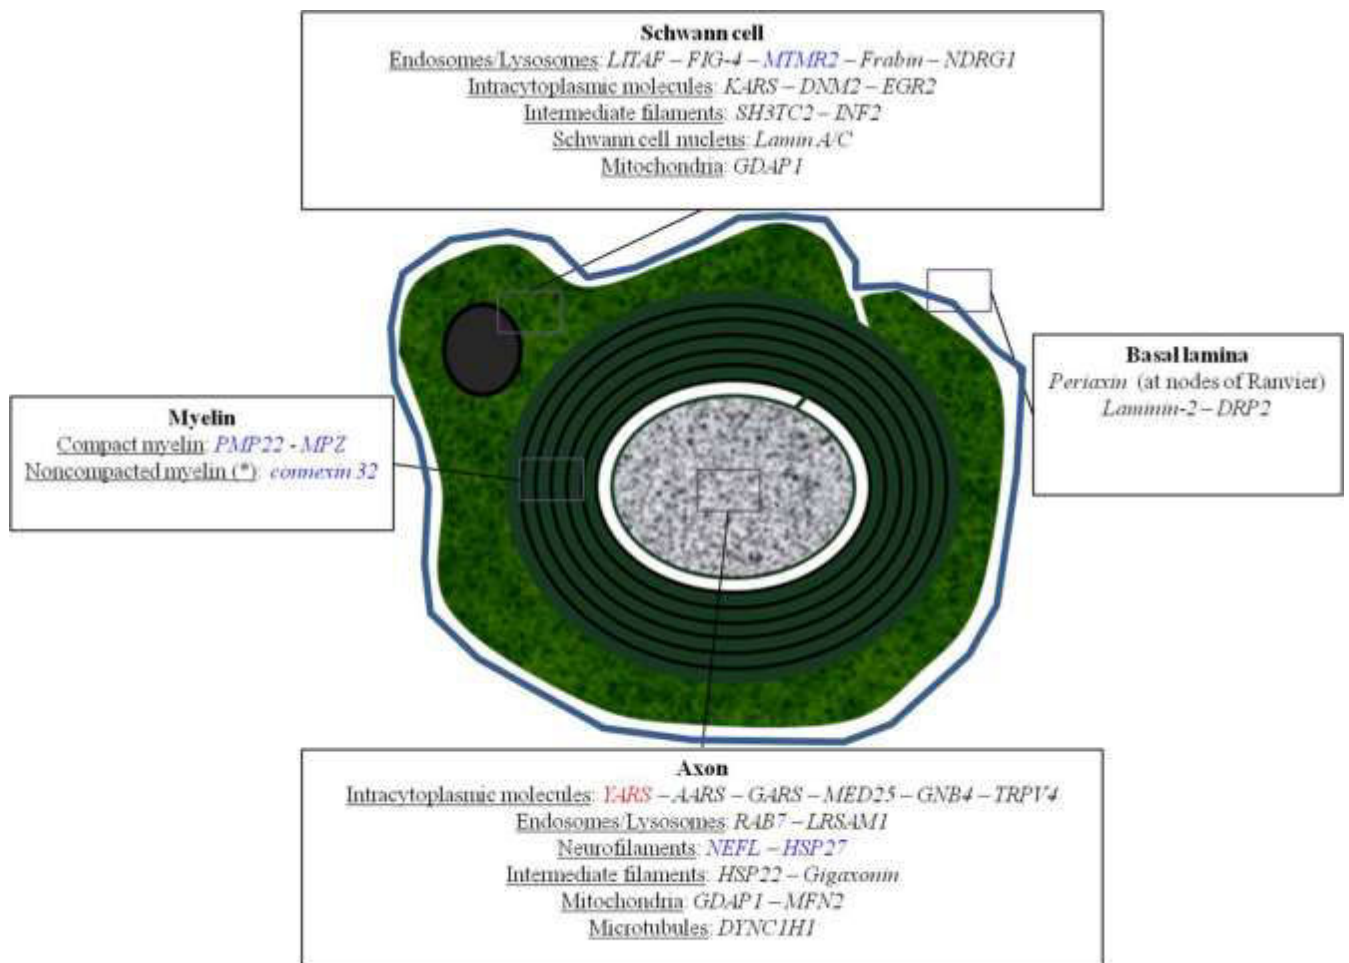 Schwann cell
Endosomes/Lysosomes: LITAF – FIG-4 – MTMR2 – Frabin – NDRG1
Intracytoplasmic molecules: KARS – DNM2 – EGR2
Intermediate filaments: SH3TC2 – INF2
Schwann cell nucleus: Lamin A/C
Mitochondria: GDAP1
Basal lamina
Periaxin (at nodes of Ranvier)
Laminin-2 – DRP2
Myelin
Compact myelin: PMP22 - MPZ
Noncompacted myelin (*): connexin 32
Axon
Intracytoplasmic molecules: YARS – AARS – GARS – MED25 – GNB4 – TRPV4
Endosomes/Lysosomes: RAB7 – LRSAM1
Neurofilaments: NEFL – HSP27
Intermediate filaments: HSP22 – Gigaxonin
Mitochondria: GDAP1 – MFN2
Microtubules: DYNC1H1